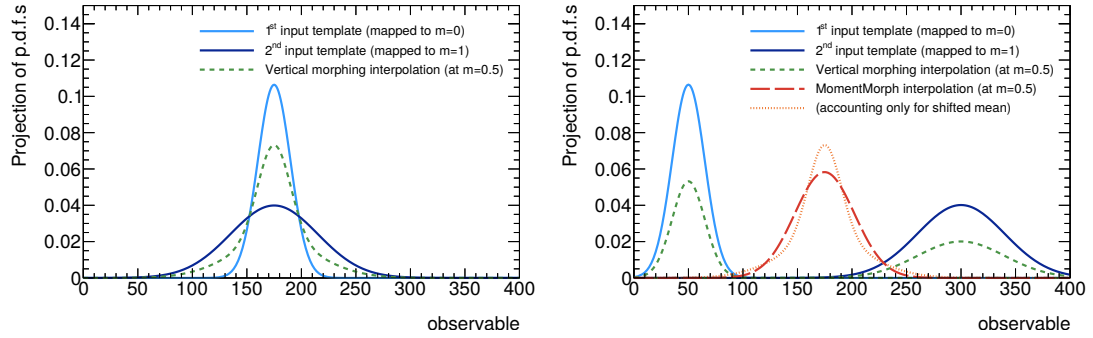 Projection of p.d.f.s
0.14
0.12
0.1
0.08
0.06
0.04
0.02
0
0 50 100 150 200 250 300 350 400
observable
1st input template (mapped to m=0)
2nd input template (mapped to m=1)
Vertical morphing interpolation (at m=0.5)
Projection of p.d.f.s
0.14
0.12
0.1
0.08
0.06
0.04
0.02
0
0 50 100 150 200 250 300 350 400
observable
1st input template (mapped to m=0)
2nd input template (mapped to m=1)
Vertical morphing interpolation (at m=0.5)
MomentMorph interpolation (at m=0.5)
(accounting only for shifted mean)